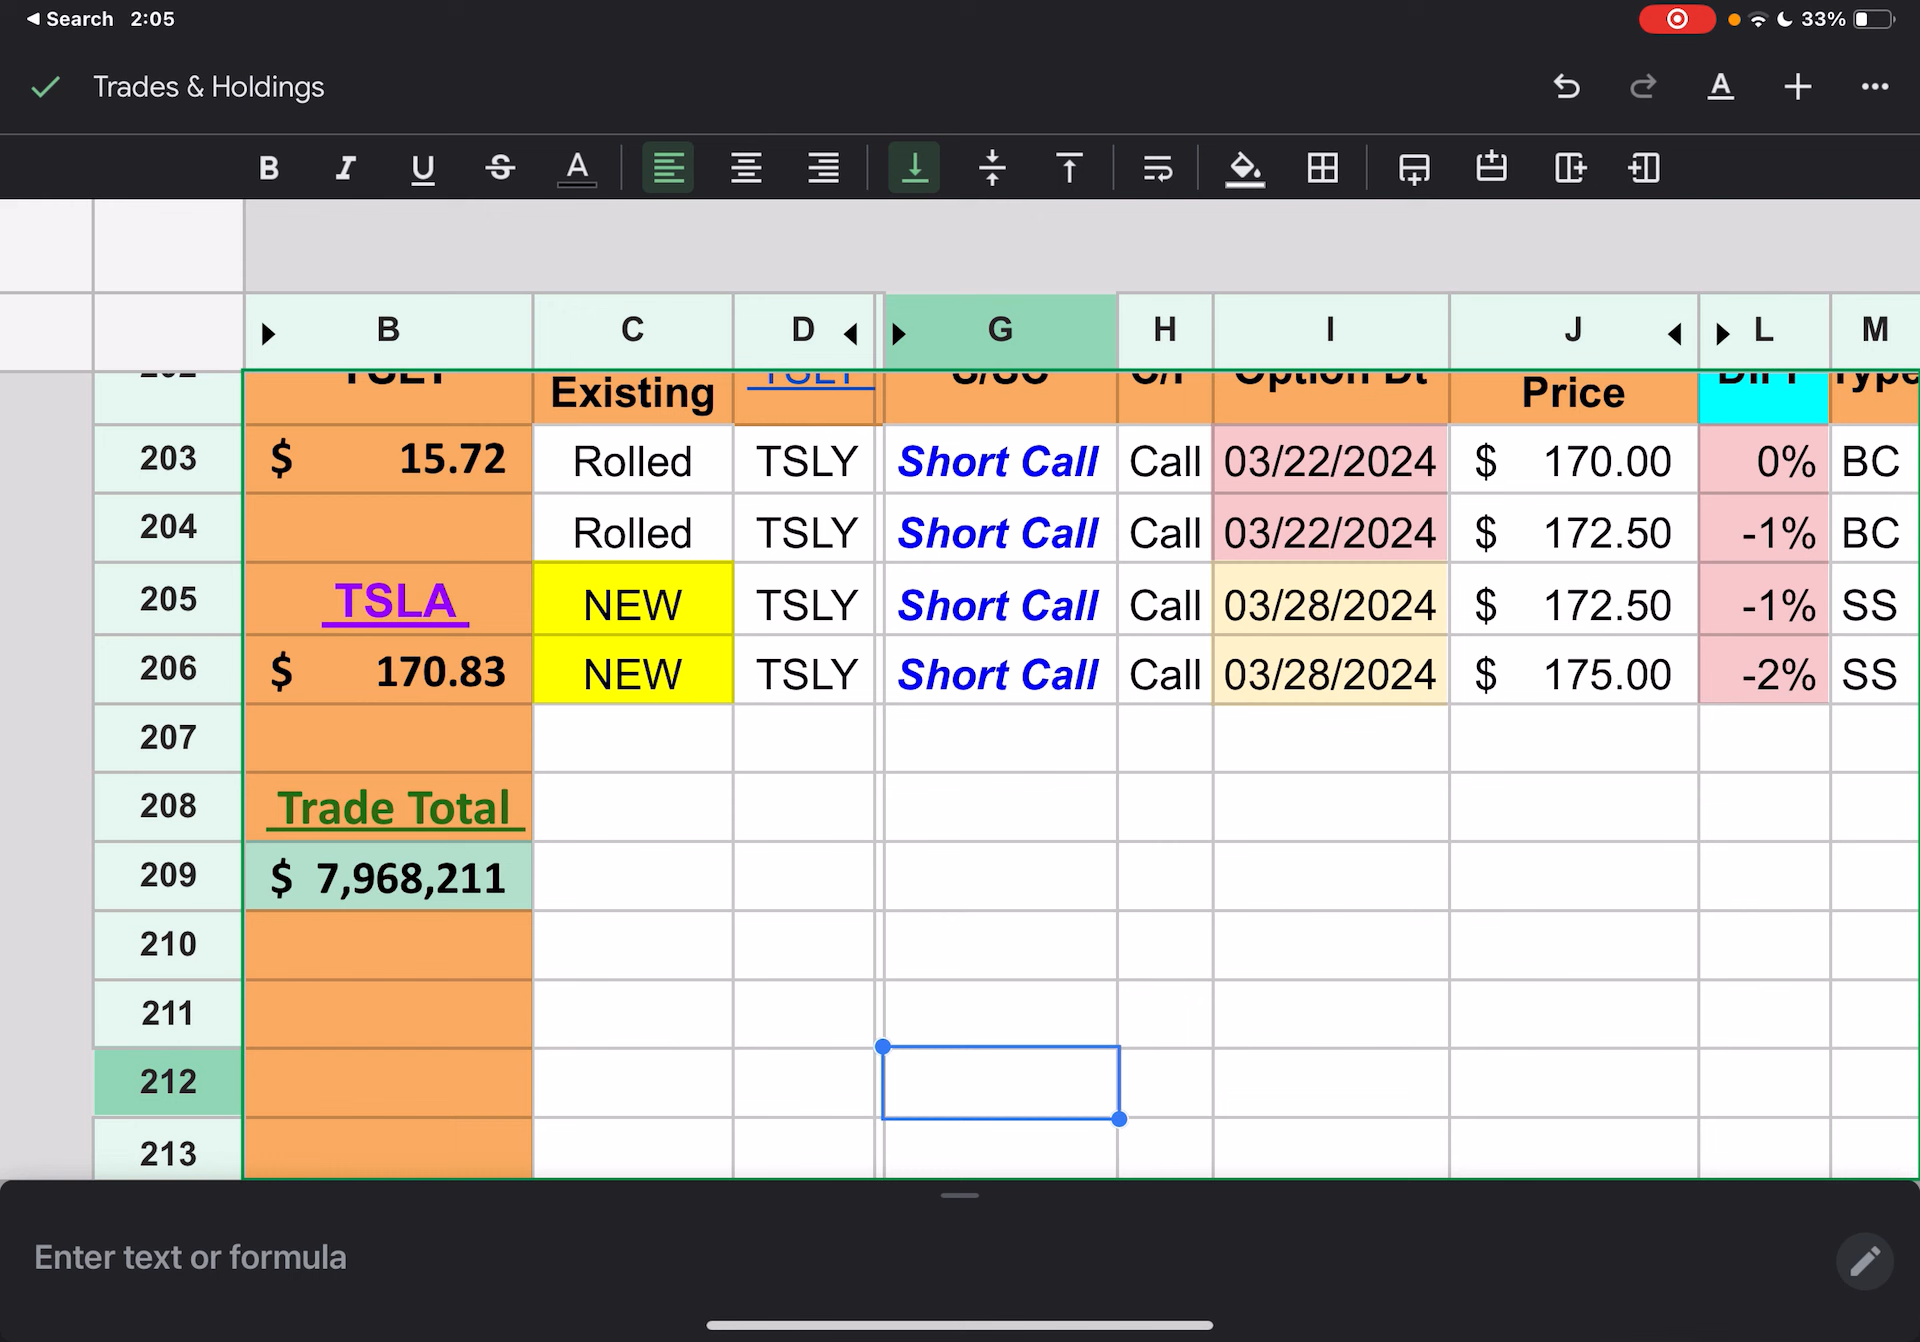 Search 2:05 33%
Trades & Holdings
B I U S A
B C D G H I J L M
Existing TSLY Price
203 $ 15.72 Rolled TSLY Short Call Call 03/22/2024 $ 170.00 0% BC
204 Rolled TSLY Short Call Call 03/22/2024 $ 172.50 -1% BC
205 TSLA NEW TSLY Short Call Call 03/28/2024 $ 172.50 -1% SS
206 $ 170.83 NEW TSLY Short Call Call 03/28/2024 $ 175.00 -2% SS
207
208 Trade Total
209 $ 7,968,211
210
211
212
213
Enter text or formula